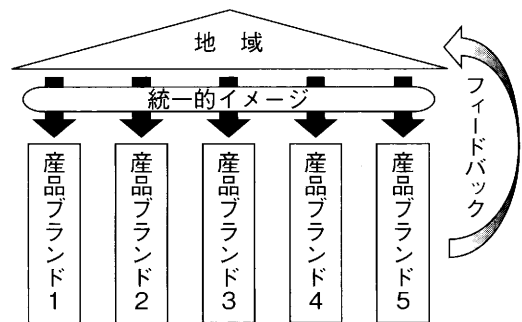 地域
統一的イメージ
産品ブランド1
産品ブランド2
産品ブランド3
産品ブランド4
産品ブランド5
フィードバック